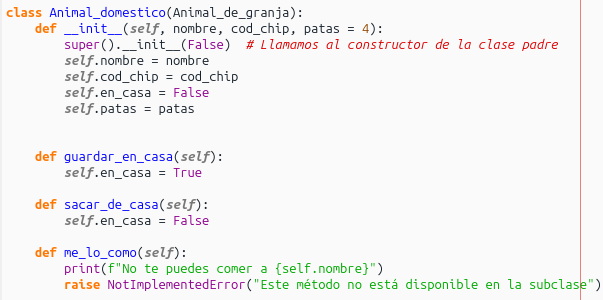 class Animal_domestico(Animal_de_granja):
    def __init__(self, nombre, cod_chip, patas = 4):
        super().__init__(False)  # Llamamos al constructor de la clase padre
        self.nombre = nombre
        self.cod_chip = cod_chip
        self.en_casa = False
        self.patas = patas
    def guardar_en_casa(self):
        self.en_casa = True
    def sacar_de_casa(self):
        self.en_casa = False
    def me_lo_como(self):
        print(f"No te puedes comer a {self.nombre}")
        raise NotImplementedError("Este método no está disponible en la subclase")